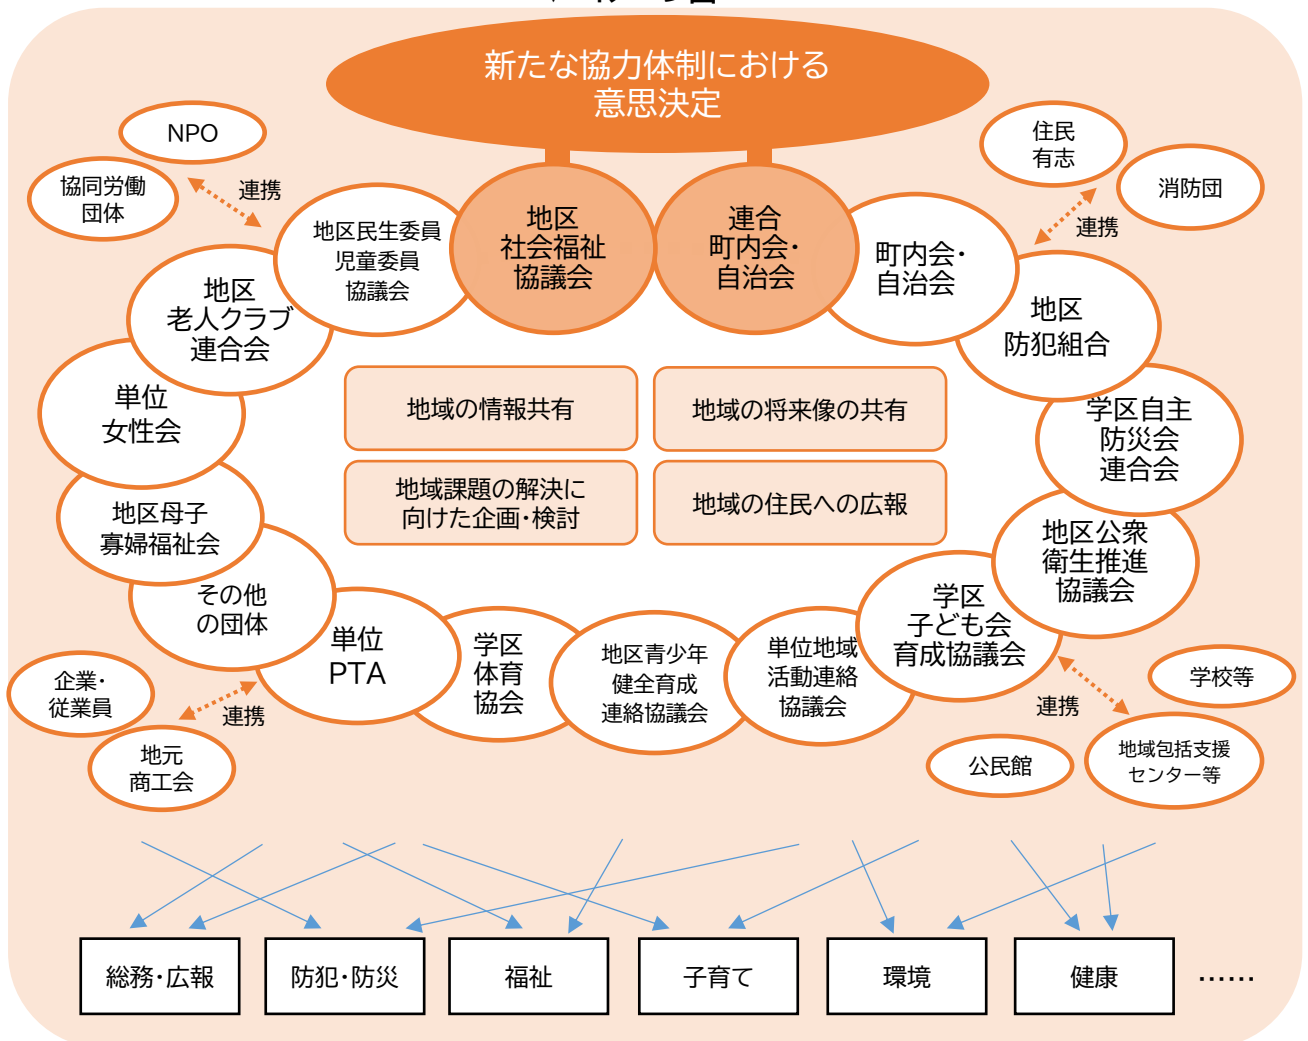 新たな協力体制における
意思決定
NPO
協同労働
団体
連携
住民
有志
消防団
連携
地区民生委員
児童委員
協議会
地区
社会福祉
協議会
連合
町内会・
自治会
町内会・
自治会
地区
老人クラブ
連合会
地区
防犯組合
単位
女性会
学区自主
防災会
連合会
地域の情報共有
地域の将来像の共有
地域課題の解決に
向けた企画・検討
地域の住民への広報
地区母子
寡婦福祉会
地区公衆
衛生推進
協議会
その他
の団体
単位
PTA
学区
体育
協会
地区青少年
健全育成
連絡協議会
単位地域
活動連絡
協議会
学区
子ども会
育成協議会
企業・
従業員
連携
地元
商工会
連携
学校等
公民館
地域包括支援
センター等
総務・広報
防犯・防災
福祉
子育て
環境
健康
……